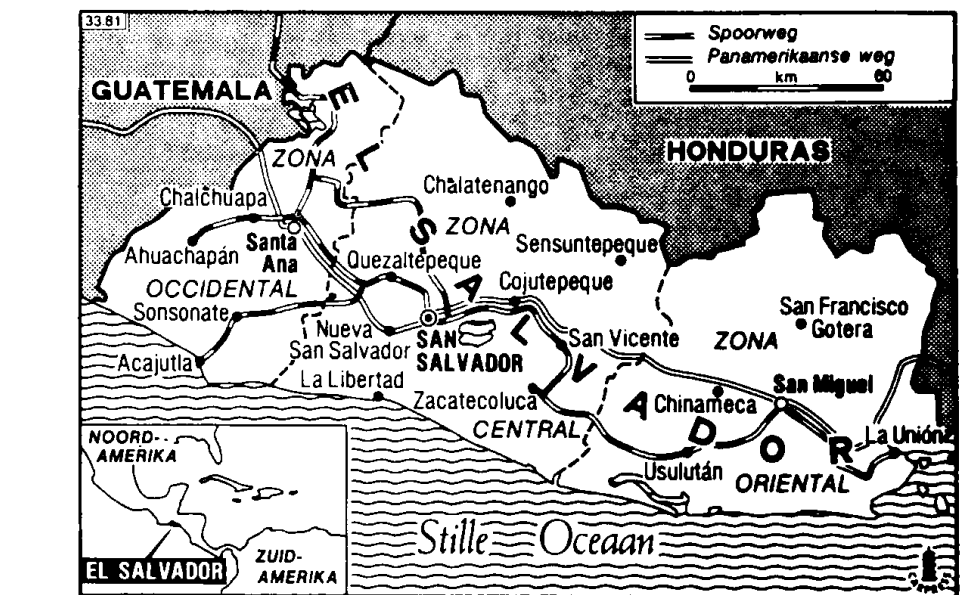 33.81
Spoorweg
Panamerikaanse weg
0 km 60
GUATEMALA
HONDURAS
EL SALVADOR
ZONA
OCCIDENTAL
ZONA
CENTRAL
ZONA
ORIENTAL
Chalchuapa
Ahuachapán
Santa
Ana
Sonsonate
Acajutla
Chalatenango
Sensuntepeque
Quezaltepeque
Cojutepeque
Nueva
San Salvador
SAN
SALVADOR
La Libertad
San Vicente
Zacatecoluca
San Francisco
Gotera
San Miguel
Chinameca
Usulután
La Unión
Stille Oceaan
NOORD-
AMERIKA
ZUID-
AMERIKA
EL SALVADOR